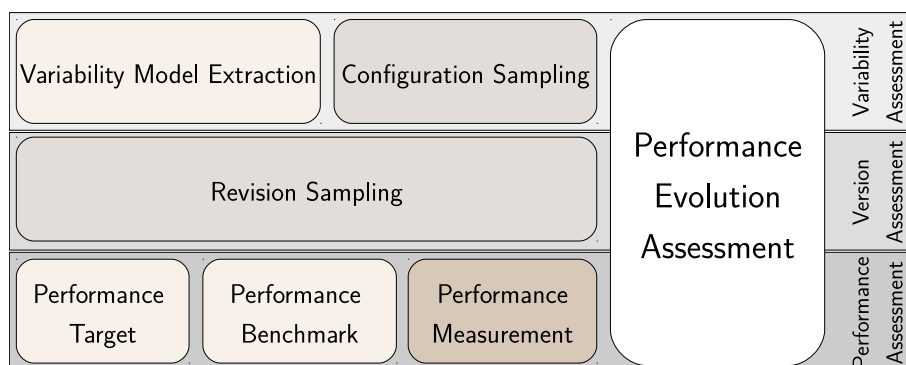 Variability Model Extraction
Configuration Sampling
Variability
Assessment
Revision Sampling
Performance
Evolution
Assessment
Version
Assessment
Performance
Target
Performance
Benchmark
Performance
Measurement
Performance
Assessment